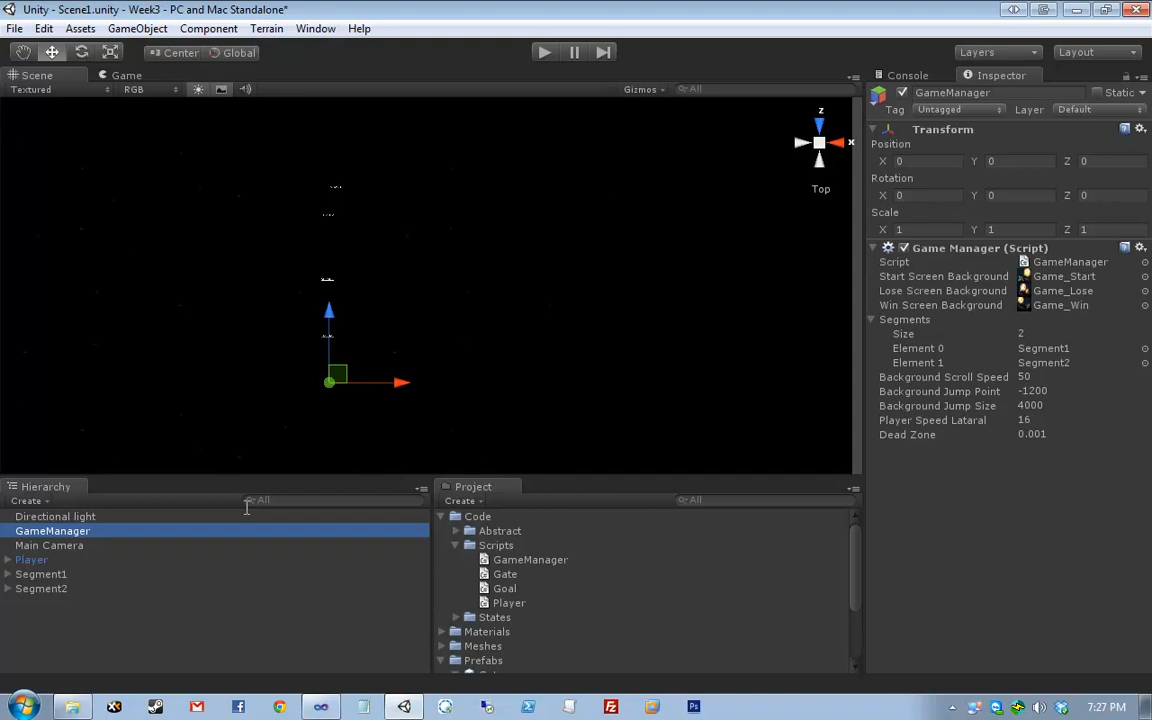 Unity - Scene1.unity - Week3 - PC and Mac Standalone*
File Edit Assets GameObject Component Terrain Window Help
Center Global Layers Layout
Scene Game Console Inspector
Textured RGB Gizmos All
GameManager Static
Tag Untagged Layer Default
Transform
Position
X 0 Y 0 Z 0
Rotation
X 0 Y 0 Z 0
Scale
X 1 Y 1 Z 1
z
x
Top
Game Manager (Script)
Script GameManager
Start Screen Background Game_Start
Lose Screen Background Game_Lose
Win Screen Background Game_Win
Segments
Size 2
Element 0 Segment1
Element 1 Segment2
Background Scroll Speed 50
Background Jump Point -1200
Background Jump Size 4000
Player Speed Lataral 16
Dead Zone 0.001
Hierarchy
Create All
Directional light
GameManager
Main Camera
Player
Segment1
Segment2
Project
Create All
Code
Abstract
Scripts
GameManager
Gate
Goal
Player
States
Materials
Meshes
Prefabs
7:27 PM